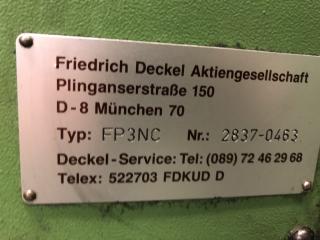 Friedrich Deckel Aktiengesellschaft
Plinganserstraße 150
D-8 München 70
Typ: FP3NC Nr.: 2837-0463
Deckel-Service: Tel: (089) 72 46 29 68
Telex: 522703 FDKUD D